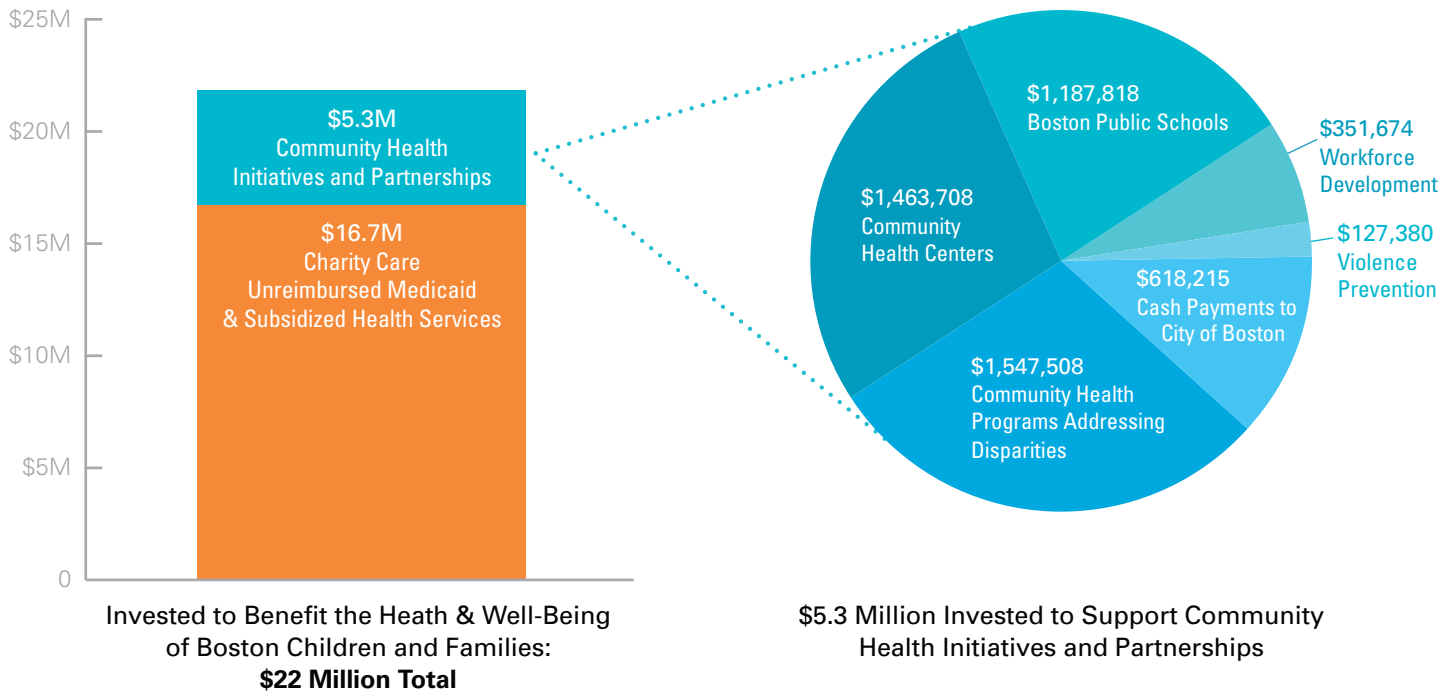 $25M
$20M
$15M
$10M
$5M
0
$5.3M
Community Health
Initiatives and Partnerships
$16.7M
Charity Care
Unreimbursed Medicaid
& Subsidized Health Services
Invested to Benefit the Heath & Well-Being
of Boston Children and Families:
$22 Million Total
$1,187,818
Boston Public Schools
$351,674
Workforce
Development
$127,380
Violence
Prevention
$618,215
Cash Payments to
City of Boston
$1,547,508
Community Health
Programs Addressing
Disparities
$1,463,708
Community
Health Centers
$5.3 Million Invested to Support Community
Health Initiatives and Partnerships